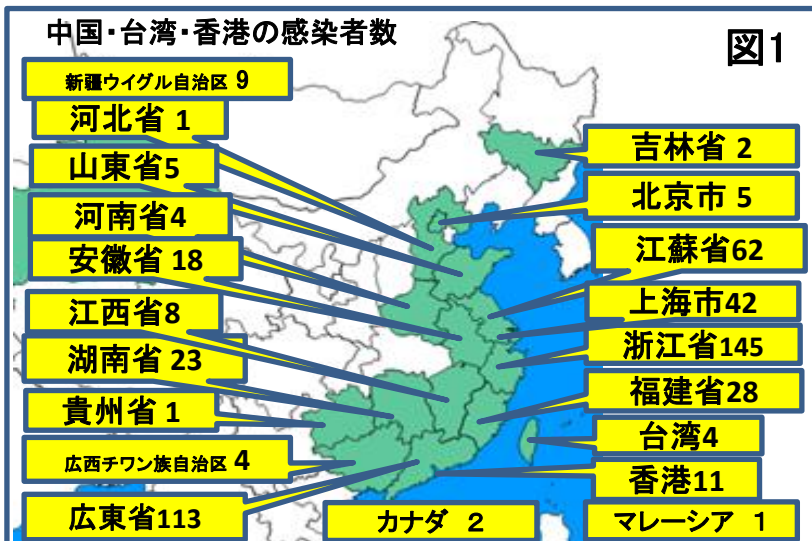 中国・台湾・香港の感染者数
図1
新疆ウイグル自治区 9
河北省 1
山東省5
河南省4
安徽省 18
江西省8
湖南省 23
貴州省 1
広西チワン族自治区 4
広東省113
吉林省 2
北京市 5
江蘇省62
上海市42
浙江省145
福建省28
台湾4
香港11
カナダ 2
マレーシア 1